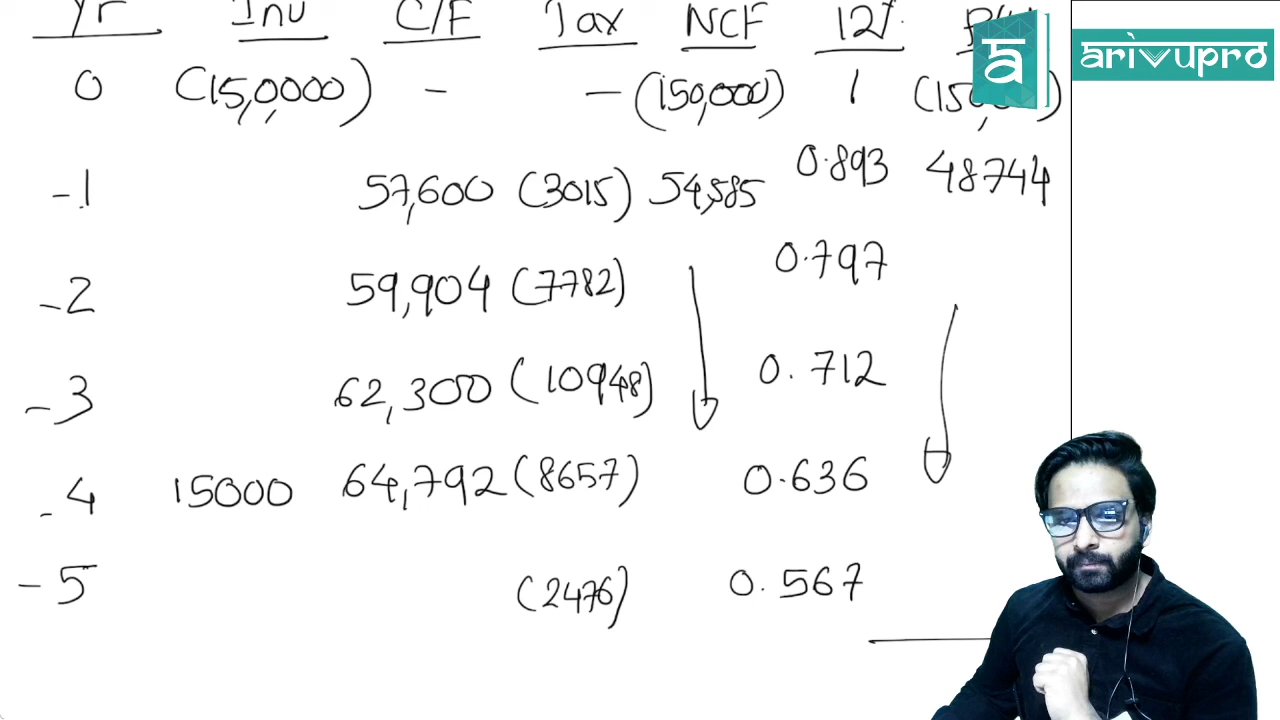 Yr Inv C/F Tax NCF 12%
arivupro
0 (15,0000) - - (150,000) 1
-1 57,600 (3015) 54,585 0.893 48744
-2 59,904 (7782) 0.797
-3 62,300 (10948) 0.712
-4 15000 64,792 (8657) 0.636
-5 (2476) 0.567